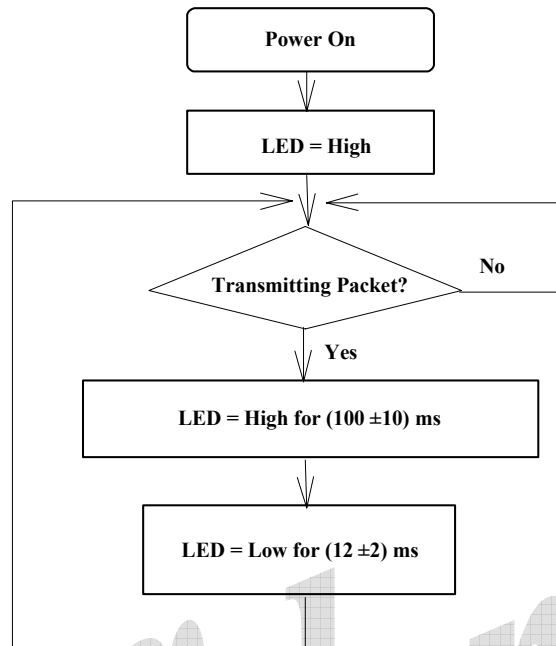 Power On
LED = High
Transmitting Packet?
No
Yes
LED = High for (100 ±10) ms
LED = Low for (12 ±2) ms